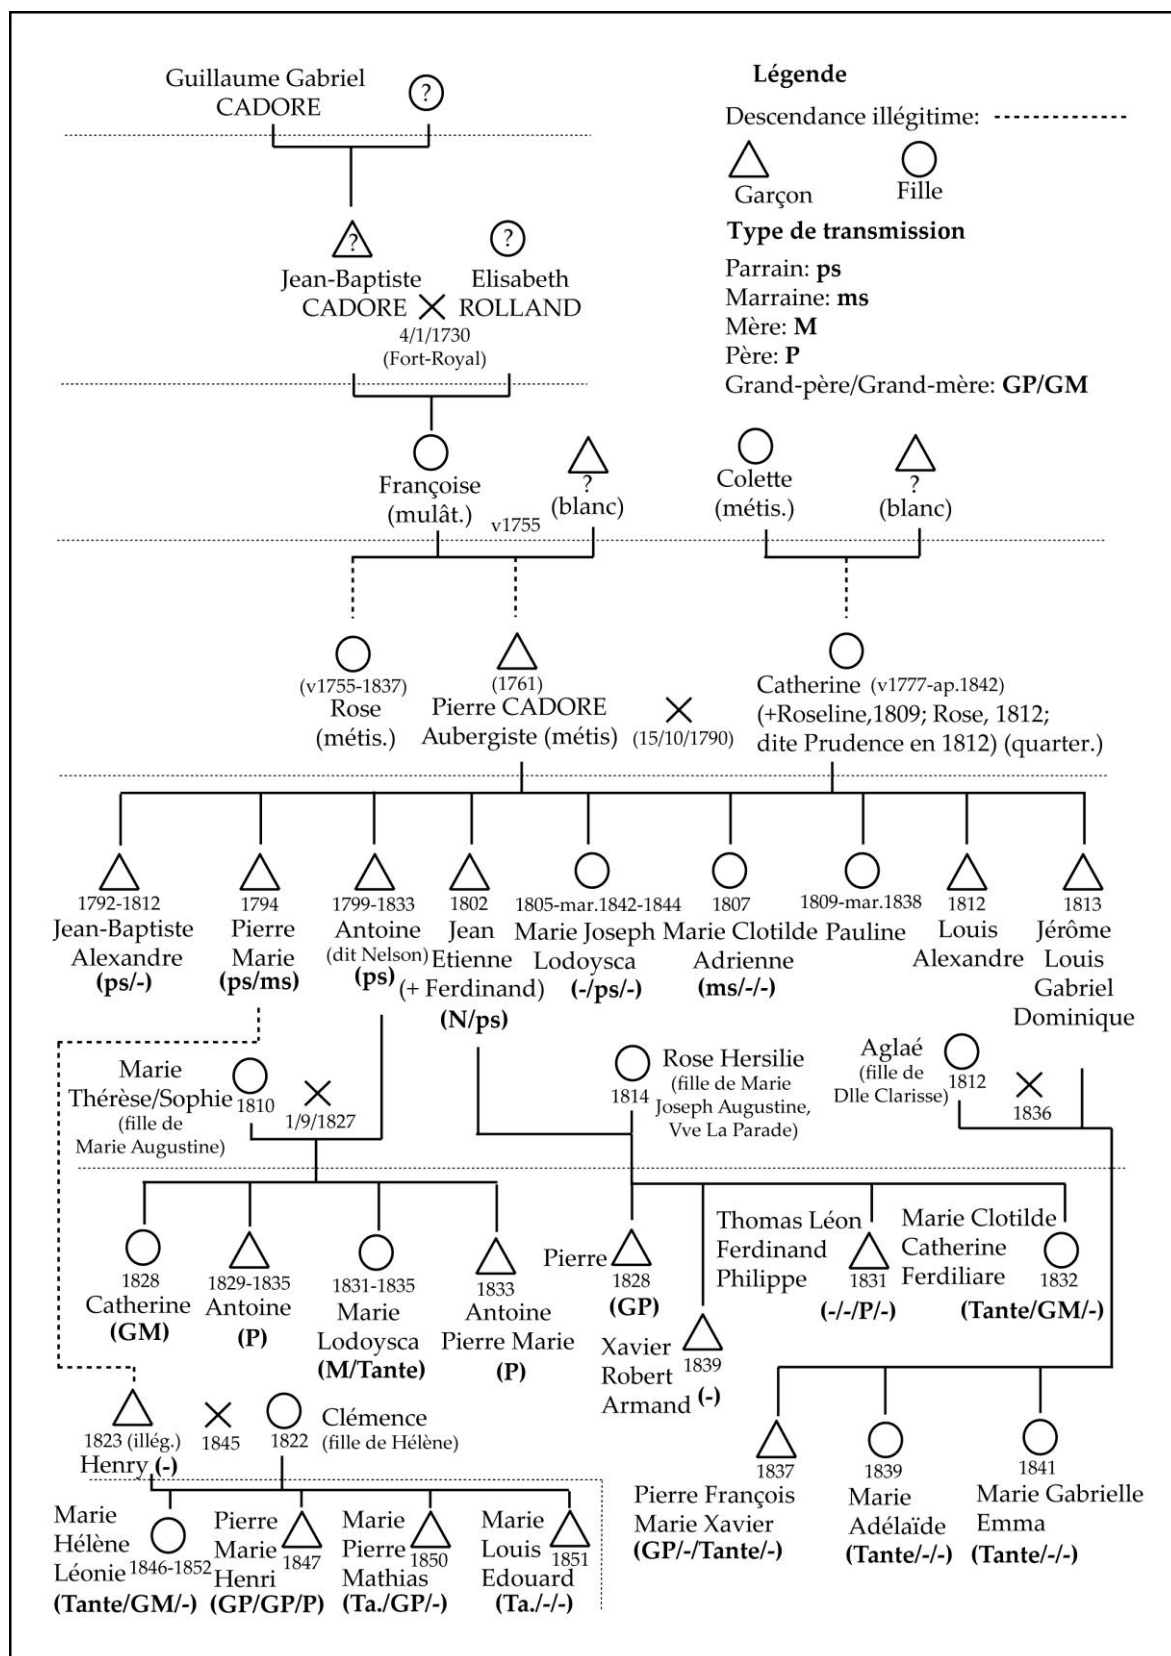 Guillaume Gabriel
CADORE
?
Légende
Descendance illégitime:
Garçon
Fille
Type de transmission
Parrain: ps
Marraine: ms
Mère: M
Père: P
Grand-père/Grand-mère: GP/GM
?
?
Jean-Baptiste
CADORE
Elisabeth
ROLLAND
4/1/1730
(Fort-Royal)
Françoise
(mulât.)
v1755
?
(blanc)
Colette
(métis.)
?
(blanc)
(v1755-1837)
Rose
(métis.)
(1761)
Pierre CADORE
Aubergiste (métis)
(15/10/1790)
Catherine (v1777-ap.1842)
(+Roseline,1809; Rose, 1812;
dite Prudence en 1812) (quarter.)
1792-1812
Jean-Baptiste
Alexandre
(ps/-)
1794
Pierre
Marie
(ps/ms)
1799-1833
Antoine
(dit Nelson)
(ps)
1802
Jean
Etienne
(+ Ferdinand)
(N/ps)
1805-mar.1842-1844
Marie Joseph
Lodoysca
(-/ps/-)
1807
Marie Clotilde
Adrienne
(ms/-/-)
1809-mar.1838
Pauline
1812
Louis
Alexandre
1813
Jérôme
Louis
Gabriel
Dominique
Marie
Thérèse/Sophie
(fille de
Marie Augustine)
1810
1/9/1827
1814
Rose Hersilie
(fille de Marie
Joseph Augustine,
Vve La Parade)
Aglaé
(fille de
Dlle Clarisse)
1812
1836
1828
Catherine
(GM)
1829-1835
Antoine
(P)
1831-1835
Marie
Lodoysca
(M/Tante)
1833
Antoine
Pierre Marie
(P)
Pierre
1828
(GP)
Xavier
Robert
Armand
1839
(-)
Thomas Léon
Ferdinand
Philippe
1831
(-/-/P/-)
Marie Clotilde
Catherine
Ferdiliare
1832
(Tante/GM/-)
1823 (illég.)
Henry (-)
1845
1822
Clémence
(fille de Hélène)
1837
Pierre François
Marie Xavier
(GP/-/Tante/-)
1839
Marie
Adélaïde
(Tante/-/-)
1841
Marie Gabrielle
Emma
(Tante/-/-)
Marie
Hélène
Léonie
1846-1852
(Tante/GM/-)
Pierre
Marie
Henri
1847
(GP/GP/P)
Marie
Pierre
Mathias
1850
(Ta./GP/-)
Marie
Louis
Edouard
1851
(Ta./-/-)